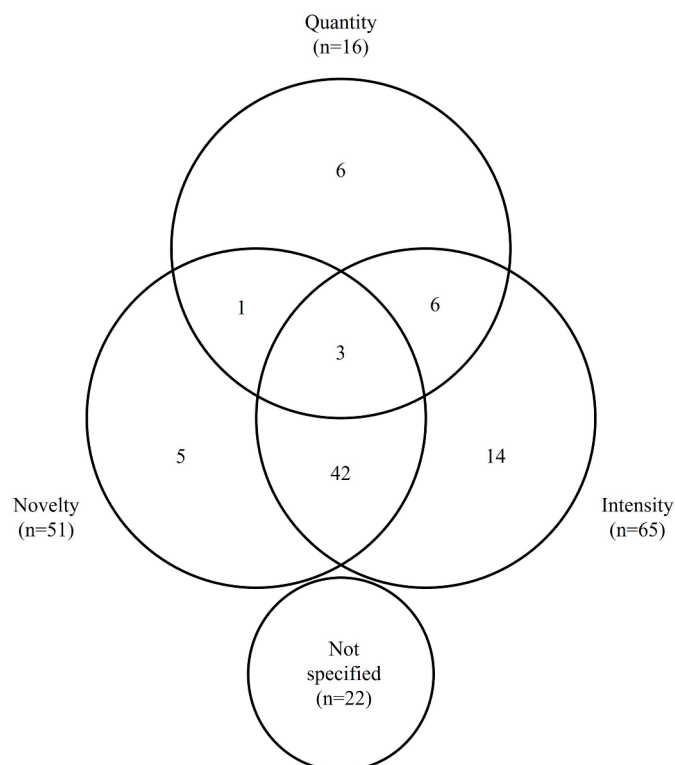 Quantity
(n=16)
6
1
6
3
5
42
14
Novelty
(n=51)
Intensity
(n=65)
Not
specified
(n=22)